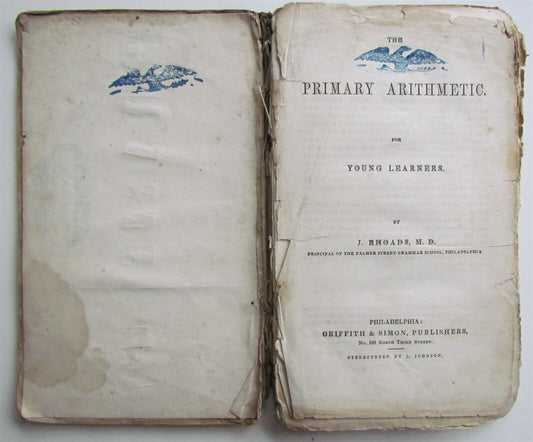 THE
PRIMARY ARITHMETIC.
FOR
YOUNG LEARNERS.
BY
J. RHOADS, M. D.
PRINCIPAL OF THE PALMER STREET GRAMMAR SCHOOL, PHILADELPHIA.
PHILADELPHIA:
GRIFFITH & SIMON, PUBLISHERS,
No. 188 NORTH THIRD STREET.
STEREOTYPED BY L. JOHNSON.